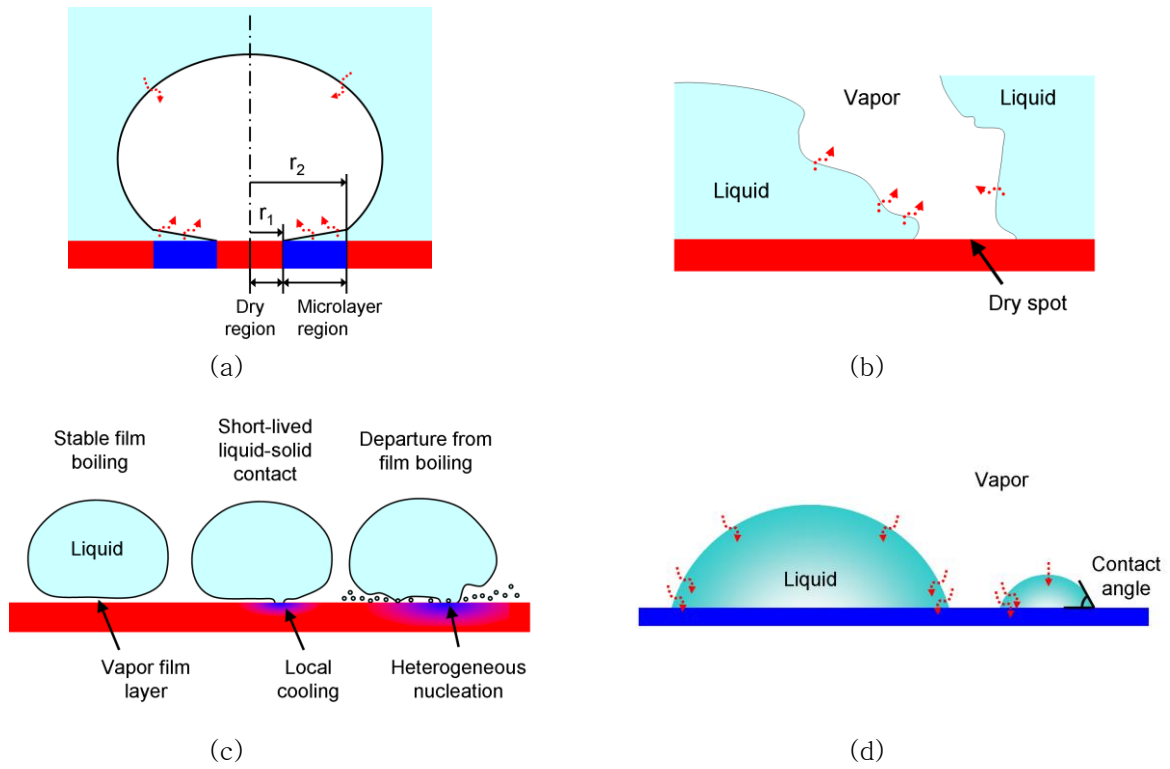 r₂
r₁
Dry
region
Microlayer
region
(a)
Vapor
Liquid
Liquid
Dry spot
(b)
Stable film
boiling
Short-lived
liquid-solid
contact
Departure from
film boiling
Liquid
Vapor film
layer
Local
cooling
Heterogeneous
nucleation
(c)
Vapor
Liquid
Contact
angle
(d)